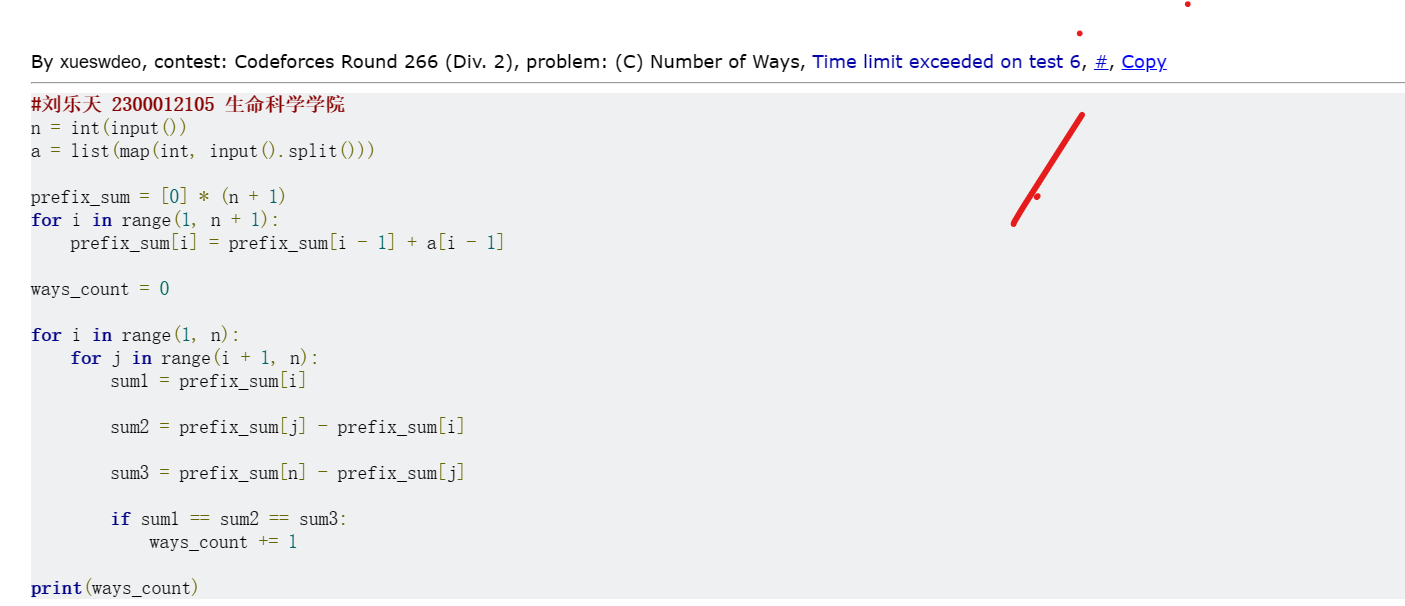 By xueswdeo, contest: Codeforces Round 266 (Div. 2), problem: (C) Number of Ways, Time limit exceeded on test 6, #, Copy
#刘乐天 2300012105 生命科学学院
n = int(input())
a = list(map(int, input().split()))
prefix_sum = [0] * (n + 1)
for i in range(1, n + 1):
    prefix_sum[i] = prefix_sum[i - 1] + a[i - 1]
ways_count = 0
for i in range(1, n):
    for j in range(i + 1, n):
        sum1 = prefix_sum[i]
        sum2 = prefix_sum[j] - prefix_sum[i]
        sum3 = prefix_sum[n] - prefix_sum[j]
        if sum1 == sum2 == sum3:
            ways_count += 1
print(ways_count)